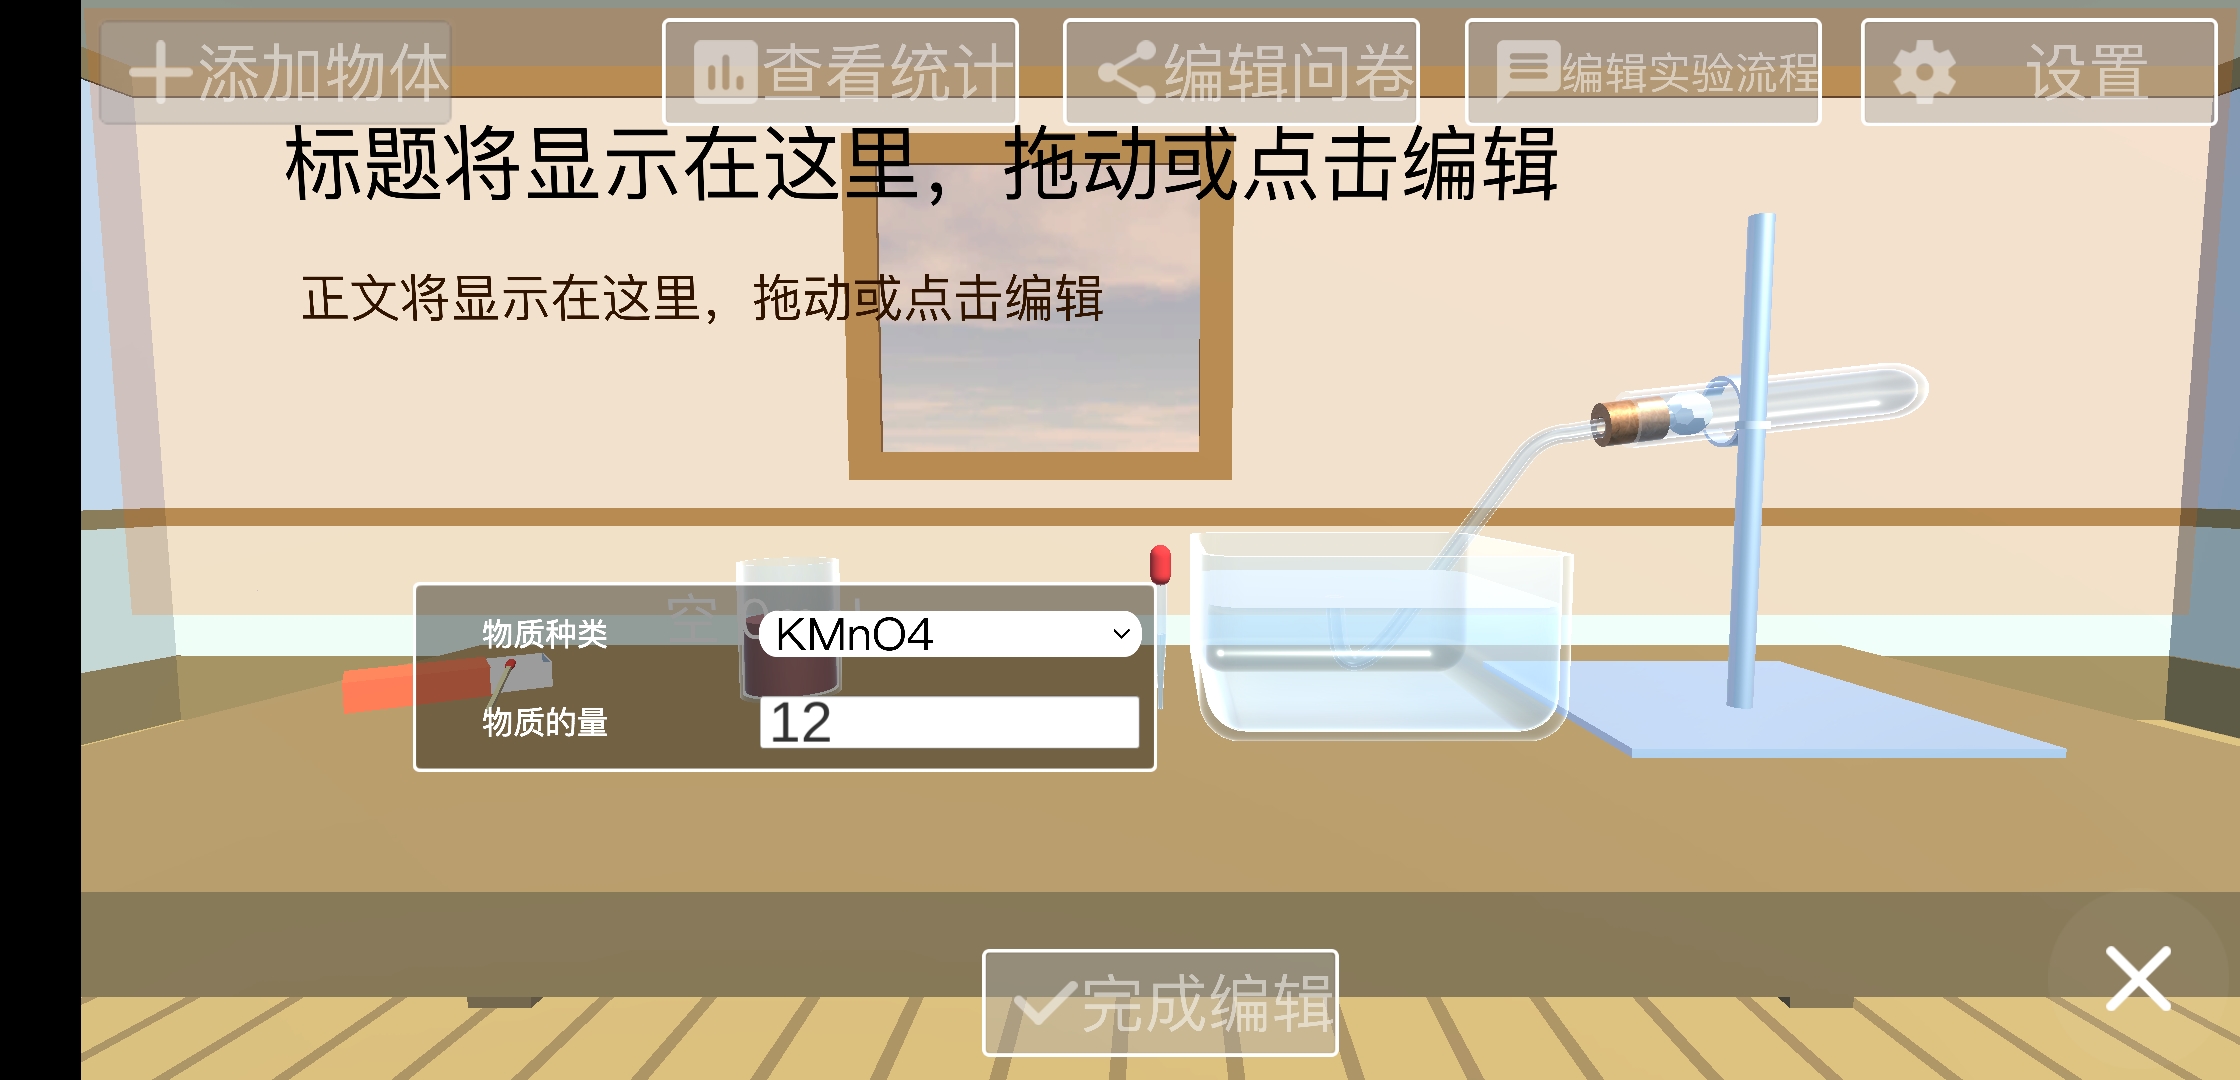 添加物体
查看统计
编辑问卷
编辑实验流程
设置
标题将显示在这里，拖动或点击编辑
正文将显示在这里，拖动或点击编辑
空
物质种类 KMnO4
物质的量 12
完成编辑